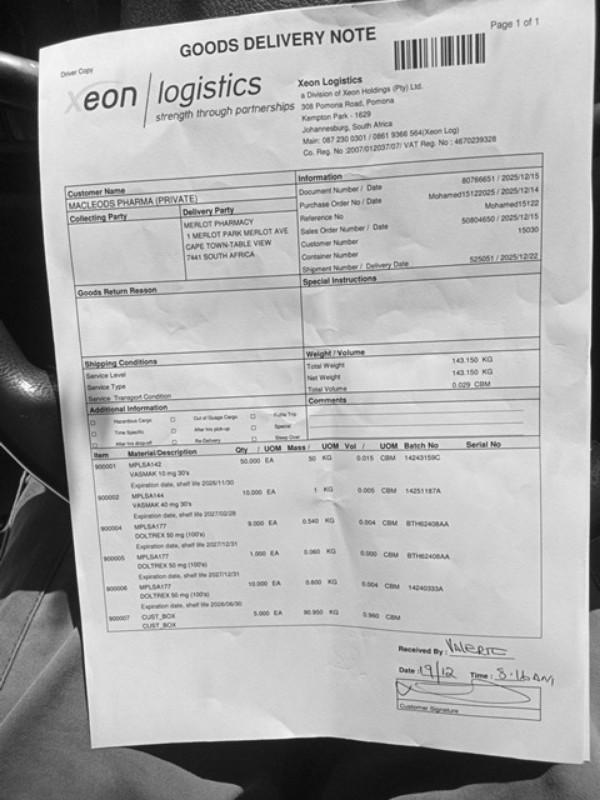 GOODS DELIVERY NOTE
Page 1 of 1
Driver Copy
xeon logistics
strength through partnerships
Xeon Logistics
a Division of Xeon Holdings (Pty) Ltd.
308 Pomona Road, Pomona
Kempton Park - 1629
Johannesburg, South Africa
Main: 087 230 0301 / 0861 9366 564(Xeon Log)
Co. Reg. No :2007/012037/07/ VAT Reg. No : 4670239328
Customer Name
MACLEODS PHARMA (PRIVATE)
Collecting Party
Delivery Party
MERLOT PHARMACY
1 MERLOT PARK MERLOT AVE
CAPE TOWN-TABLE VIEW
7441 SOUTH AFRICA
Information
Document Number / Date 80766651 / 2025/12/15
Purchase Order No / Date Mohamed15122025 / 2025/12/14
Reference No Mohamed15122
Sales Order Number / Date 50804650 / 2025/12/15
Customer Number 15030
Container Number
Shipment Number / Delivery Date 525051 / 2025/12/22
Goods Return Reason
Special Instructions
Shipping Conditions
Service Level
Service Type
Service Transport Condition
Weight / Volume
Total Weight 143.150 KG
Net Weight 143.150 KG
Total Volume 0.029 CBM
Additional Information
Hazardous Cargo Out of Guage Cargo Futile Trip
Time Specific After hrs pick-up Special
After hrs drop-off Re-Delivery Sleep Over
Comments
Item Material/Description Qty / UOM Mass / UOM Vol / UOM Batch No Serial No
900001 MPLSA142 50.000 EA 50 KG 0.015 CBM 14243159C
VASMAK 10 mg 30's
Expiration date, shelf life 2026/11/30
900002 MPLSA144 10.000 EA 1 KG 0.005 CBM 14251187A
VASMAK 40 mg 30's
Expiration date, shelf life 2027/02/28
900004 MPLSA177 9.000 EA 0.540 KG 0.004 CBM BTH62408AA
DOLTREX 50 mg (100's)
Expiration date, shelf life 2027/12/31
900005 MPLSA177 1.000 EA 0.060 KG 0.000 CBM BTH62408AA
DOLTREX 50 mg (100's)
Expiration date, shelf life 2027/12/31
900006 MPLSA177 10.000 EA 0.600 KG 0.004 CBM 14240333A
DOLTREX 50 mg (100's)
Expiration date, shelf life 2026/06/30
900007 CUST_BOX 5.000 EA 90.950 KG 0.960 CBM
CUST_BOX
Received By : VALERIE
Date : 19/12 Time : 8:16 AM
Customer Signature